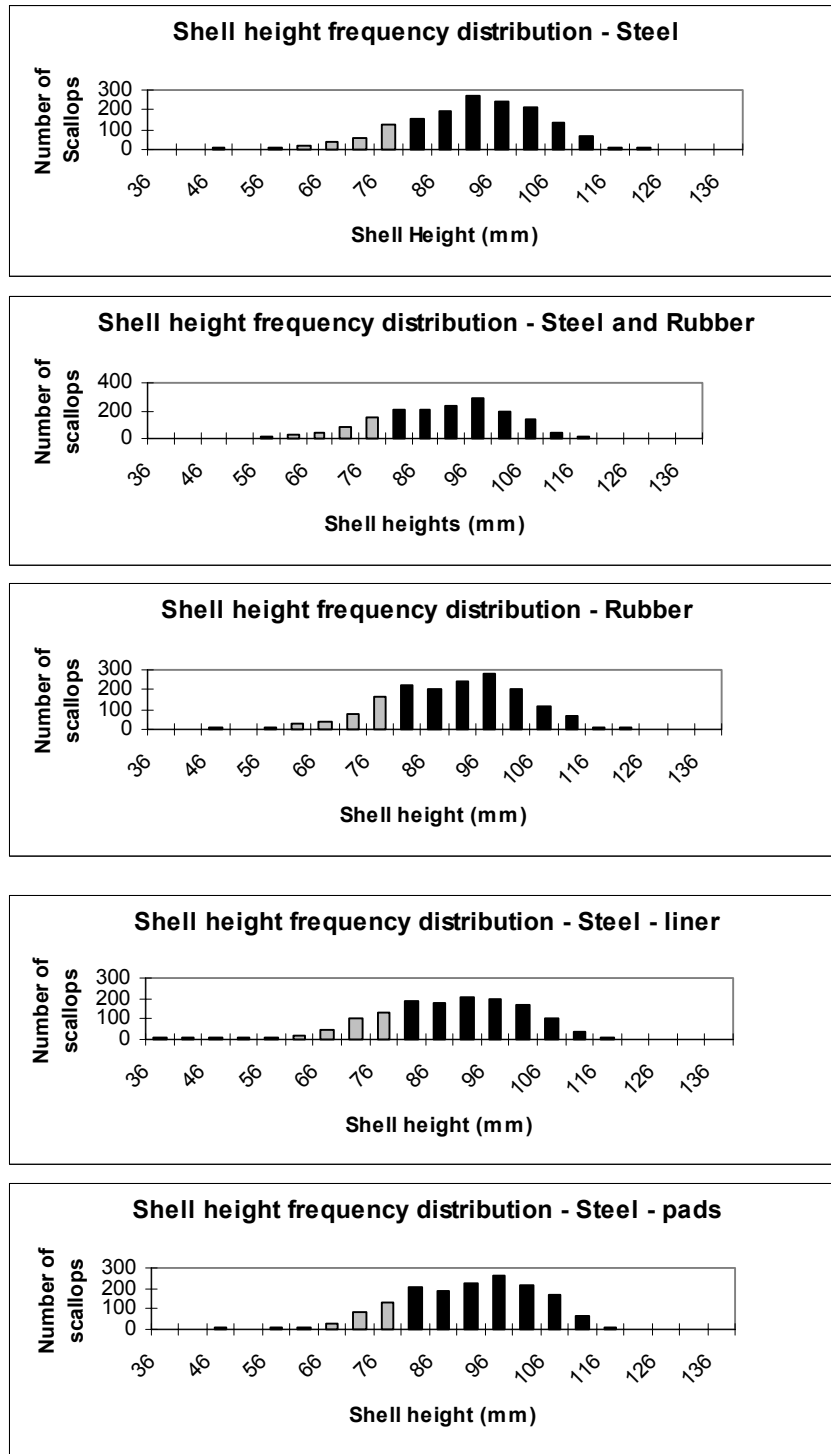 Shell height frequency distribution - Steel
Number of
Scallops
300
200
100
0
36 46 56 66 76 86 96 106 116 126 136
Shell Height (mm)
Shell height frequency distribution - Steel and Rubber
Number of
scallops
400
200
0
36 46 56 66 76 86 96 106 116 126 136
Shell heights (mm)
Shell height frequency distribution - Rubber
Number of
scallops
300
200
100
0
36 46 56 66 76 86 96 106 116 126 136
Shell height (mm)
Shell height frequency distribution - Steel - liner
Number of
scallops
300
200
100
0
36 46 56 66 76 86 96 106 116 126 136
Shell height (mm)
Shell height frequency distribution - Steel - pads
Number of
scallops
300
200
100
0
36 46 56 66 76 86 96 106 116 126 136
Shell height (mm)